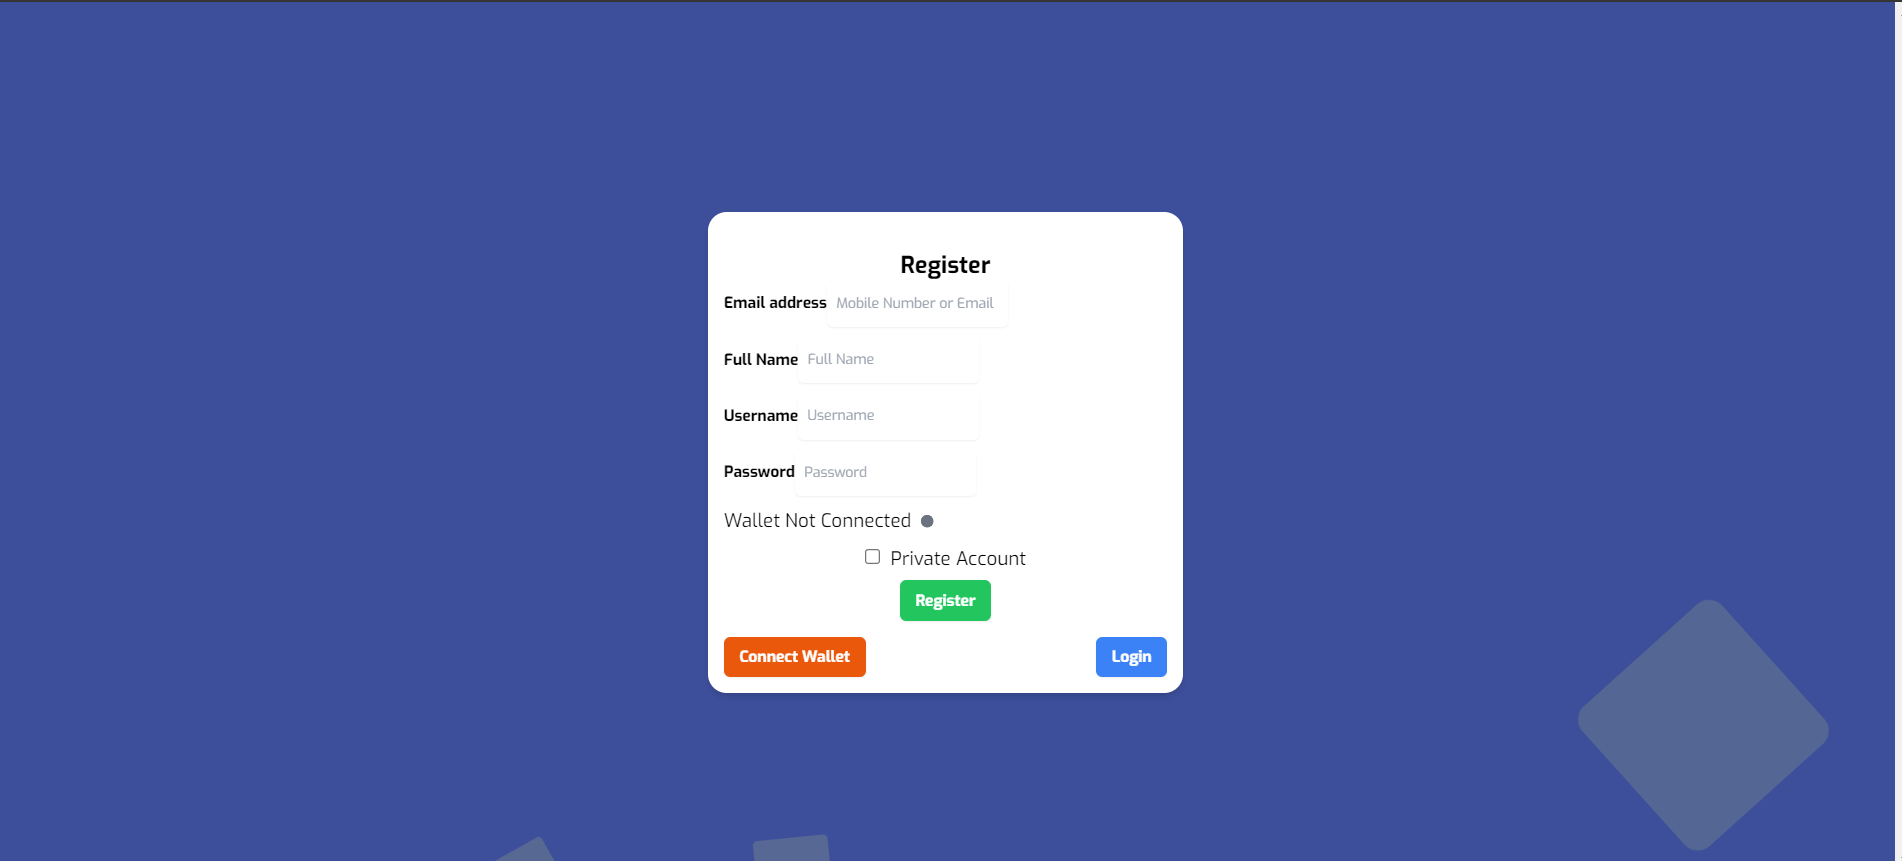 Register
Email address Mobile Number or Email
Full Name Full Name
Username Username
Password Password
Wallet Not Connected
Private Account
Register
Connect Wallet Login